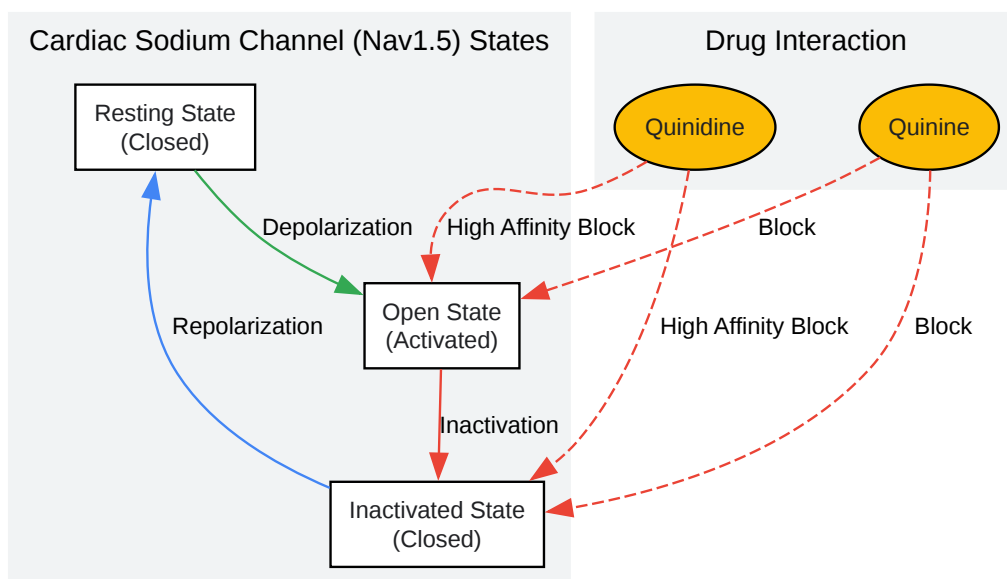 Cardiac Sodium Channel (Nav1.5) States
Drug Interaction
Resting State
(Closed)
Quinidine
Quinine
Depolarization
High Affinity Block
Block
Open State
(Activated)
Repolarization
High Affinity Block
Block
Inactivation
Inactivated State
(Closed)